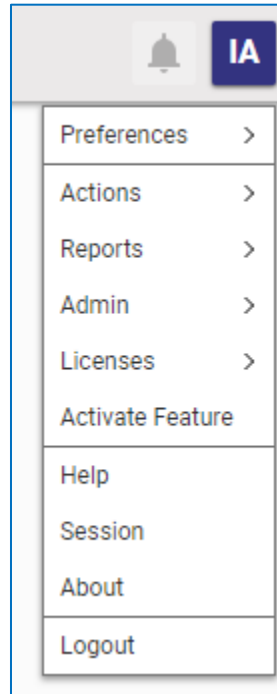 IA
Preferences
Actions
Reports
Admin
Licenses
Activate Feature
Help
Session
About
Logout